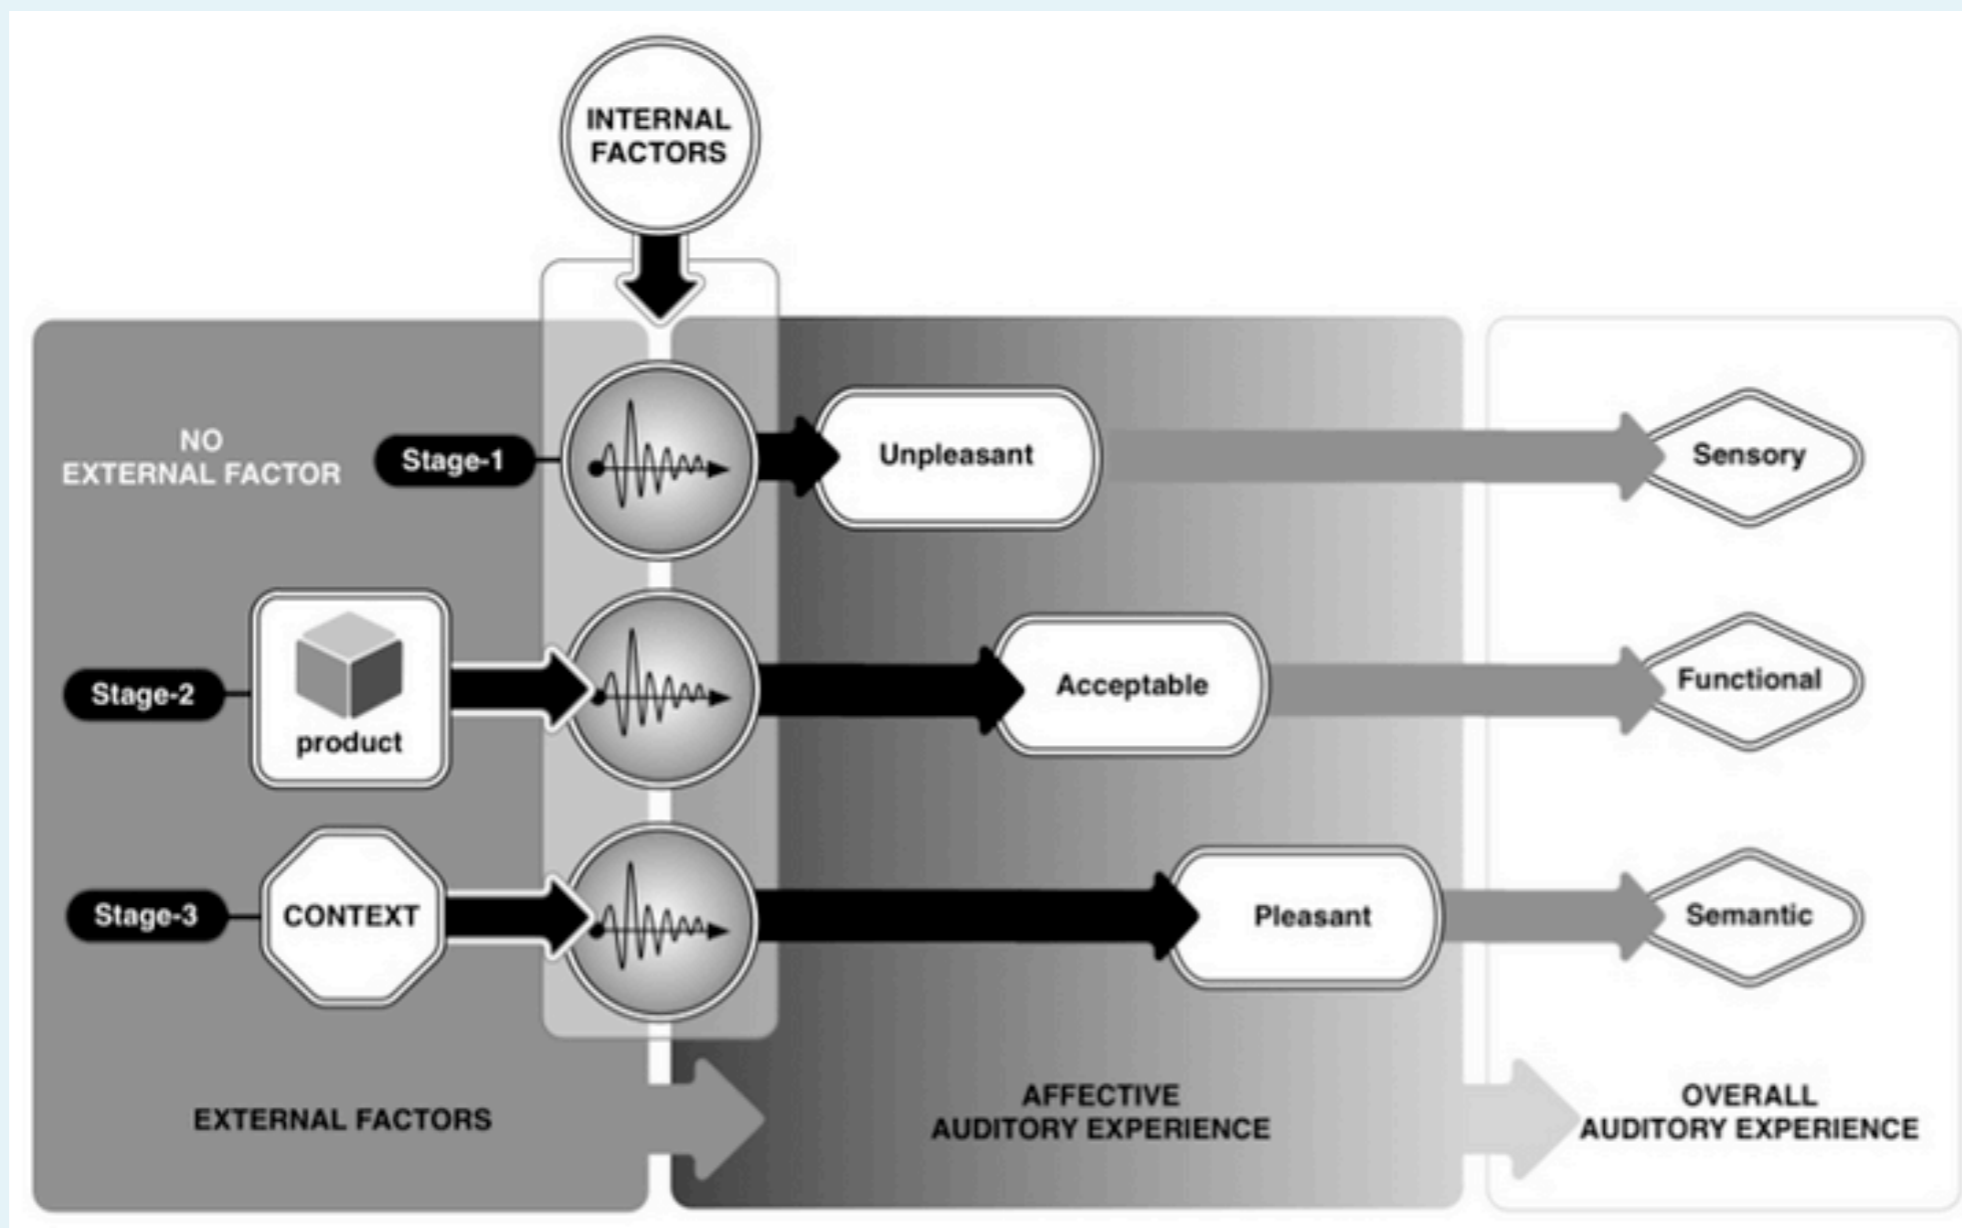 INTERNAL
FACTORS
NO
EXTERNAL FACTOR
Stage-1
Unpleasant
Sensory
Stage-2
product
Acceptable
Functional
Stage-3
CONTEXT
Pleasant
Semantic
EXTERNAL FACTORS
AFFECTIVE
AUDITORY EXPERIENCE
OVERALL
AUDITORY EXPERIENCE